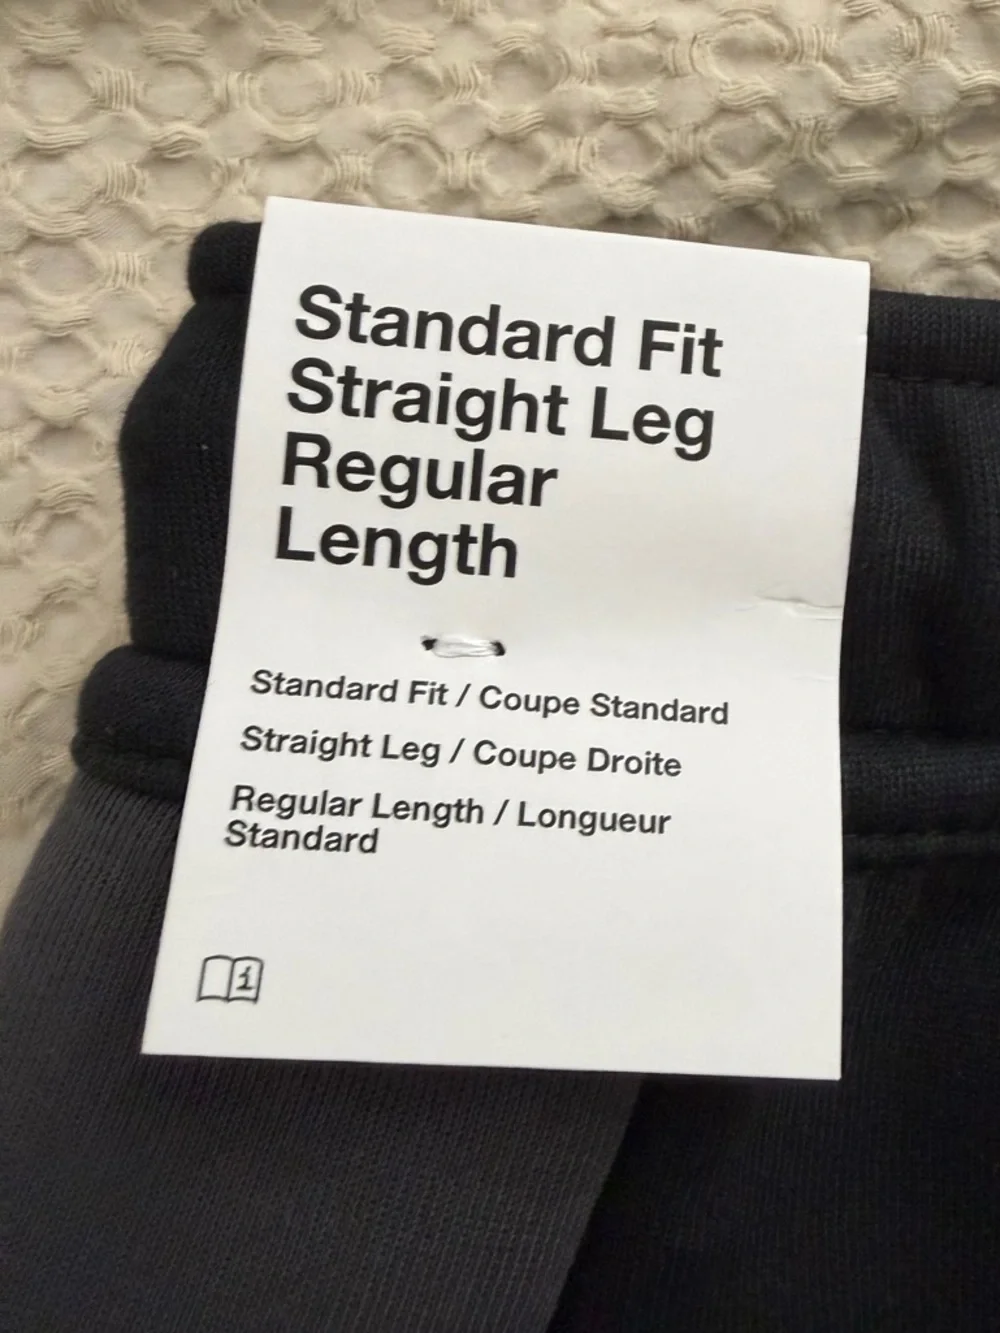 Standard Fit
Straight Leg
Regular
Length
Standard Fit / Coupe Standard
Straight Leg / Coupe Droite
Regular Length / Longueur
Standard
i